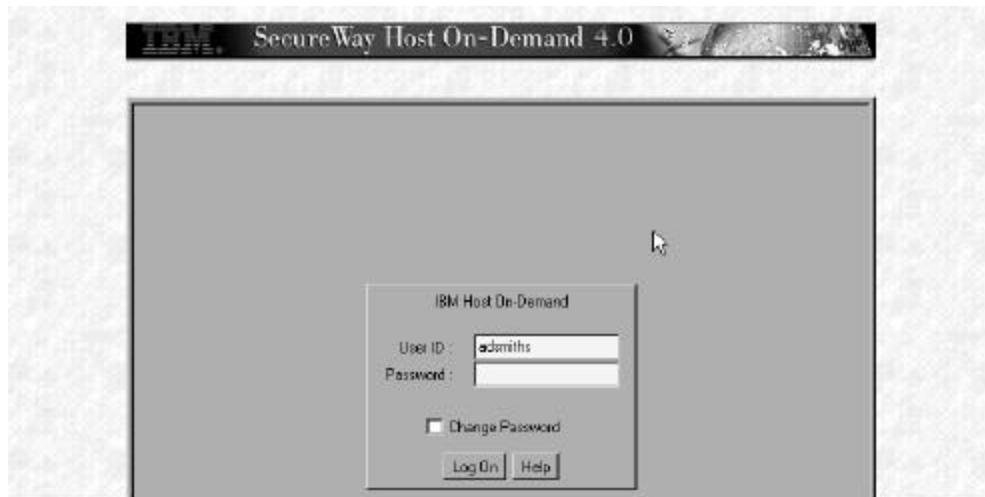 IBM. SecureWay Host On-Demand 4.0
IBM Host On-Demand
User ID : adsmiths
Password :
Change Password
Log On Help